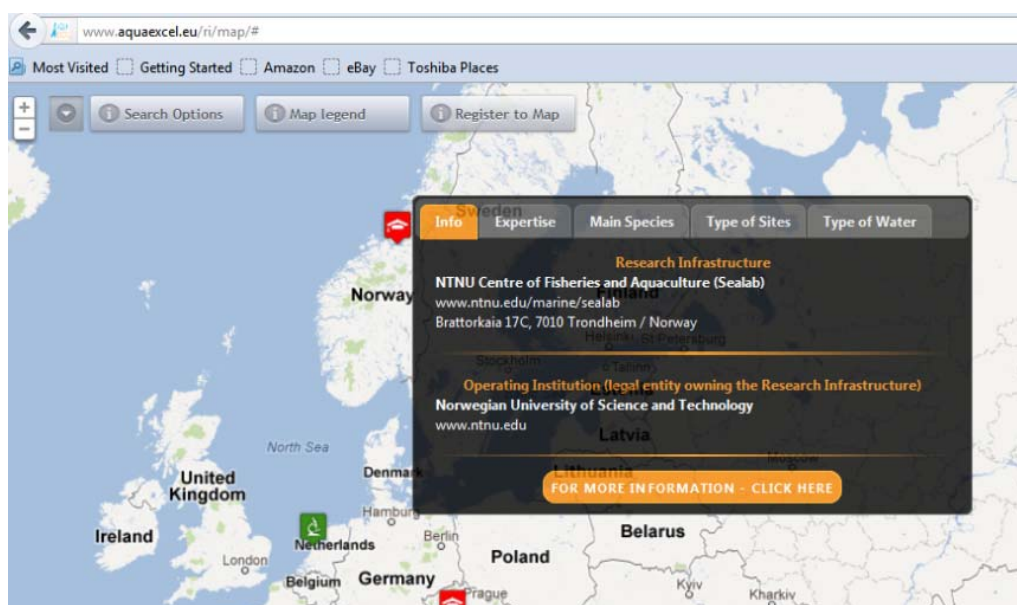 www.aquaexcel.eu/ri/map/#
Most Visited Getting Started Amazon eBay Toshiba Places
+
-
Search Options Map legend Register to Map
Sweden
Info Expertise Main Species Type of Sites Type of Water
Research Infrastructure
NTNU Centre of Fisheries and Aquaculture (Sealab)
Norway
Finland
www.ntnu.edu/marine/sealab
Brattorkaia 17C, 7010 Trondheim / Norway
Helsinki St Petersburg
Stockholm
Tallinn
Operating Institution (legal entity owning the Research Infrastructure)
Estonia
Norwegian University of Science and Technology
www.ntnu.edu
Latvia
North Sea
Moscow
United
Kingdom
Denmark
Lithuania
FOR MORE INFORMATION - CLICK HERE
Hamburg
Ireland
Netherlands
Berlin
Belarus
London
Poland
Belgium
Germany
Prague
Kyiv
Kharkiv